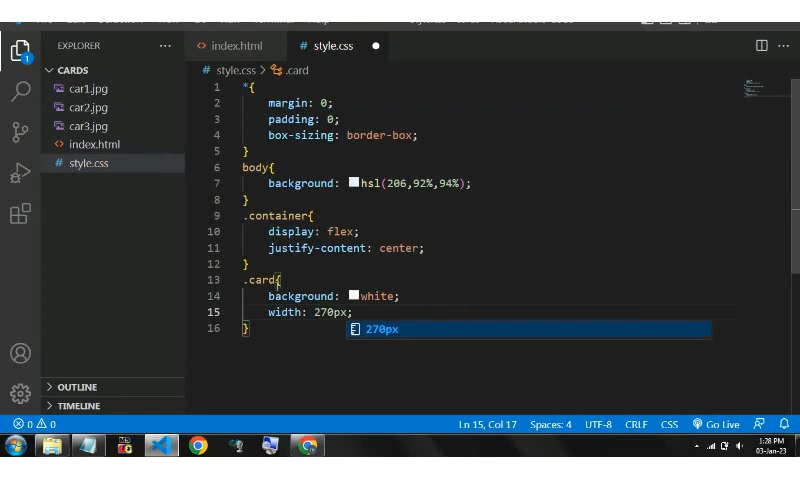 EXPLORER
index.html
style.css
CARDS
style.css > .card
car1.jpg
car2.jpg
car3.jpg
index.html
style.css
1 *{
2 margin: 0;
3 padding: 0;
4 box-sizing: border-box;
5 }
6 body{
7 background: hsl(206,92%,94%);
8 }
9 .container{
10 display: flex;
11 justify-content: center;
12 }
13 .card{
14 background: white;
15 width: 270px;
16 }
270px
OUTLINE
TIMELINE
0 0 Ln 15, Col 17 Spaces: 4 UTF-8 CRLF CSS Go Live
1:28 PM
03-Jan-23